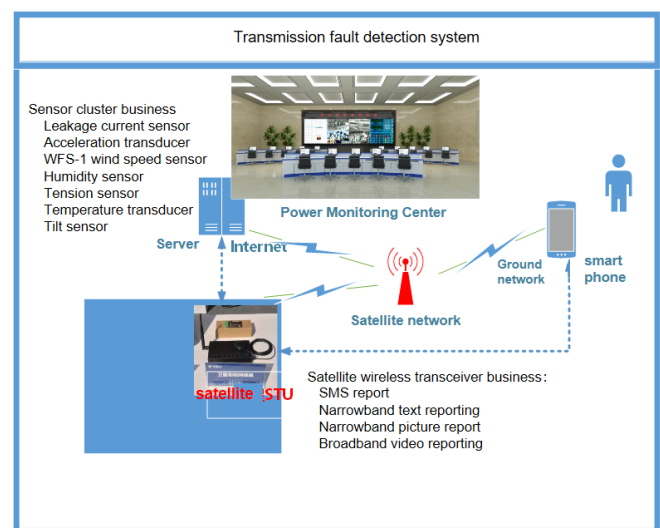 Transmission fault detection system
Sensor cluster business
Leakage current sensor
Acceleration transducer
WFS-1 wind speed sensor
Humidity sensor
Tension sensor
Temperature transducer
Tilt sensor
Power Monitoring Center
Server
Internet
Ground
network
smart
phone
Satellite network
satellite STU
Satellite wireless transceiver business:
SMS report
Narrowband text reporting
Narrowband picture report
Broadband video reporting